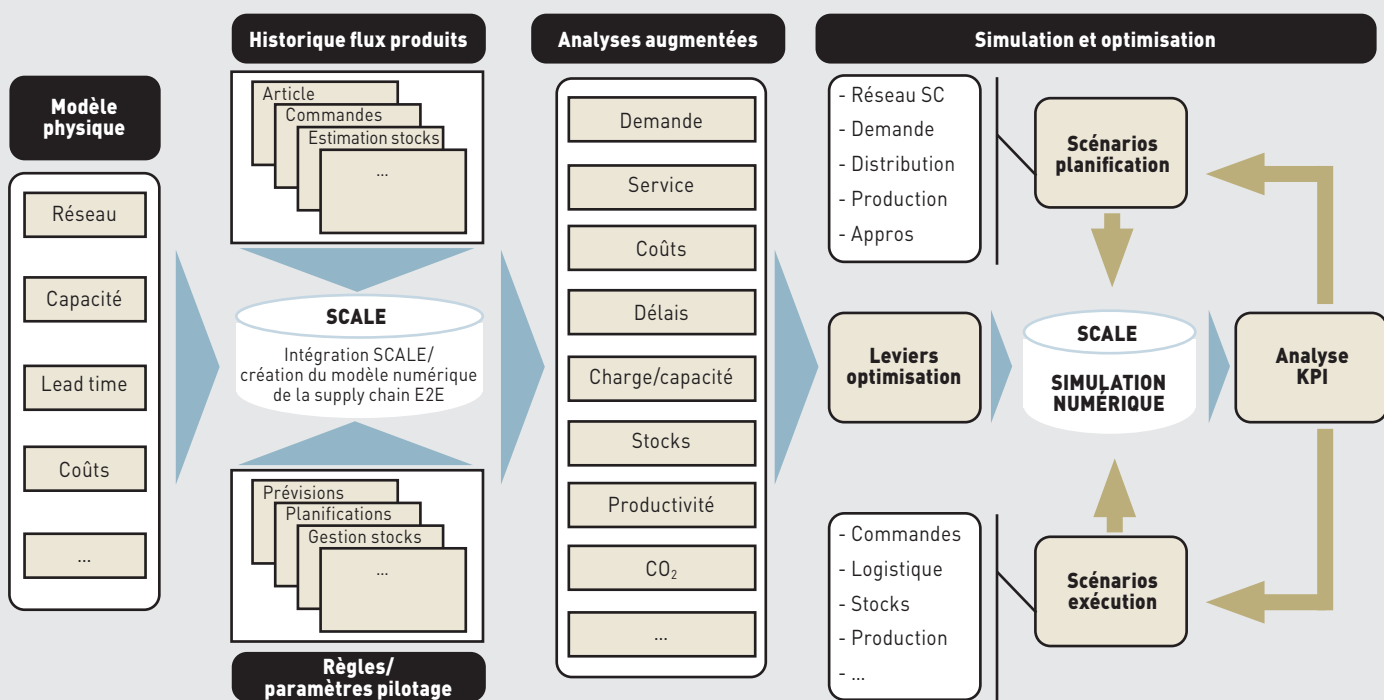 Modèle
physique
Réseau
Capacité
Lead time
Coûts
...
Historique flux produits
Article
Commandes
Estimation stocks
...
SCALE
Intégration SCALE/
création du modèle numérique
de la supply chain E2E
Prévisions
Planifications
Gestion stocks
...
Règles/
paramètres pilotage
Analyses augmentées
Demande
Service
Coûts
Délais
Charge/capacité
Stocks
Productivité
CO₂
...
Simulation et optimisation
- Réseau SC
- Demande
- Distribution
- Production
- Appros
Scénarios
planification
Leviers
optimisation
SCALE
SIMULATION
NUMÉRIQUE
Analyse
KPI
- Commandes
- Logistique
- Stocks
- Production
- ...
Scénarios
exécution